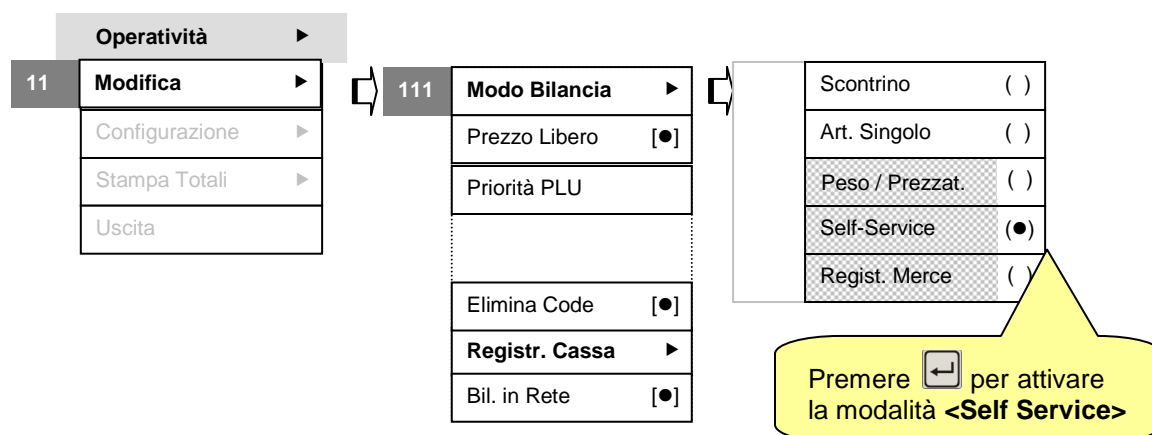 Operatività ►
11 Modifica ►
Configurazione ►
Stampa Totali ►
Uscita
111 Modo Bilancia ►
Prezzo Libero [●]
Priorità PLU
Elimina Code [●]
Registr. Cassa ►
Bil. in Rete [●]
Scontrino ( )
Art. Singolo ( )
Peso / Prezzat. ( )
Self-Service (●)
Regist. Merce ( )
Premere ↵ per attivare
la modalità <Self Service>